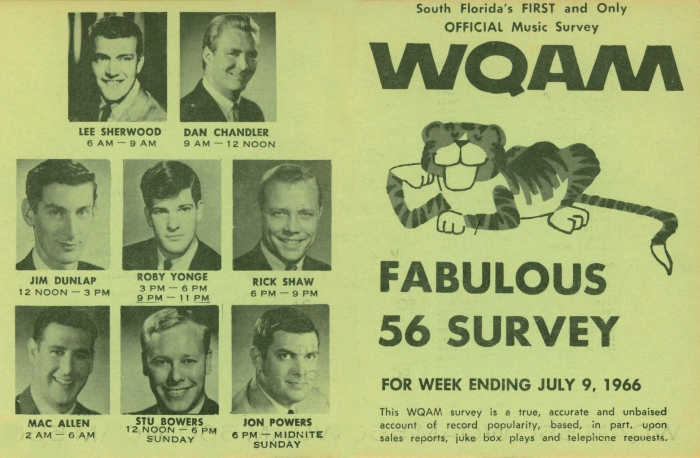 LEE SHERWOOD
6 AM — 9 AM
DAN CHANDLER
9 AM — 12 NOON
JIM DUNLAP
12 NOON — 3 PM
ROBY YONGE
3 PM — 6 PM
9 PM — 11 PM
RICK SHAW
6 PM — 9 PM
MAC ALLEN
2 AM — 6 AM
STU BOWERS
12 NOON — 6 PM
SUNDAY
JON POWERS
6 PM — MIDNITE
SUNDAY
South Florida's FIRST and Only
OFFICIAL Music Survey
WQAM
FABULOUS
56 SURVEY
FOR WEEK ENDING JULY 9, 1966
This WQAM survey is a true, accurate and unbaised
account of record popularity, based, in part, upon
sales reports, juke box plays and telephone requests.